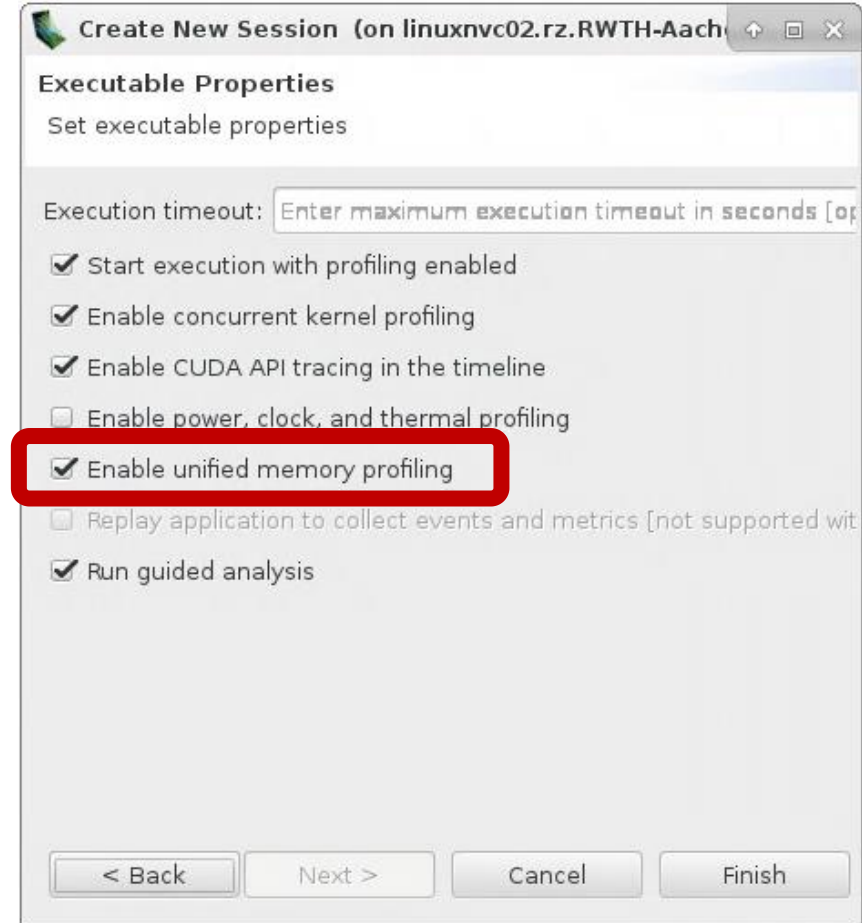 Create New Session (on linuxnvc02.rz.RWTH-Aach
Executable Properties
Set executable properties
Execution timeout: Enter maximum execution timeout in seconds [op
Start execution with profiling enabled
Enable concurrent kernel profiling
Enable CUDA API tracing in the timeline
Enable power, clock, and thermal profiling
Enable unified memory profiling
Replay application to collect events and metrics [not supported wit
Run guided analysis
< Back Next > Cancel Finish